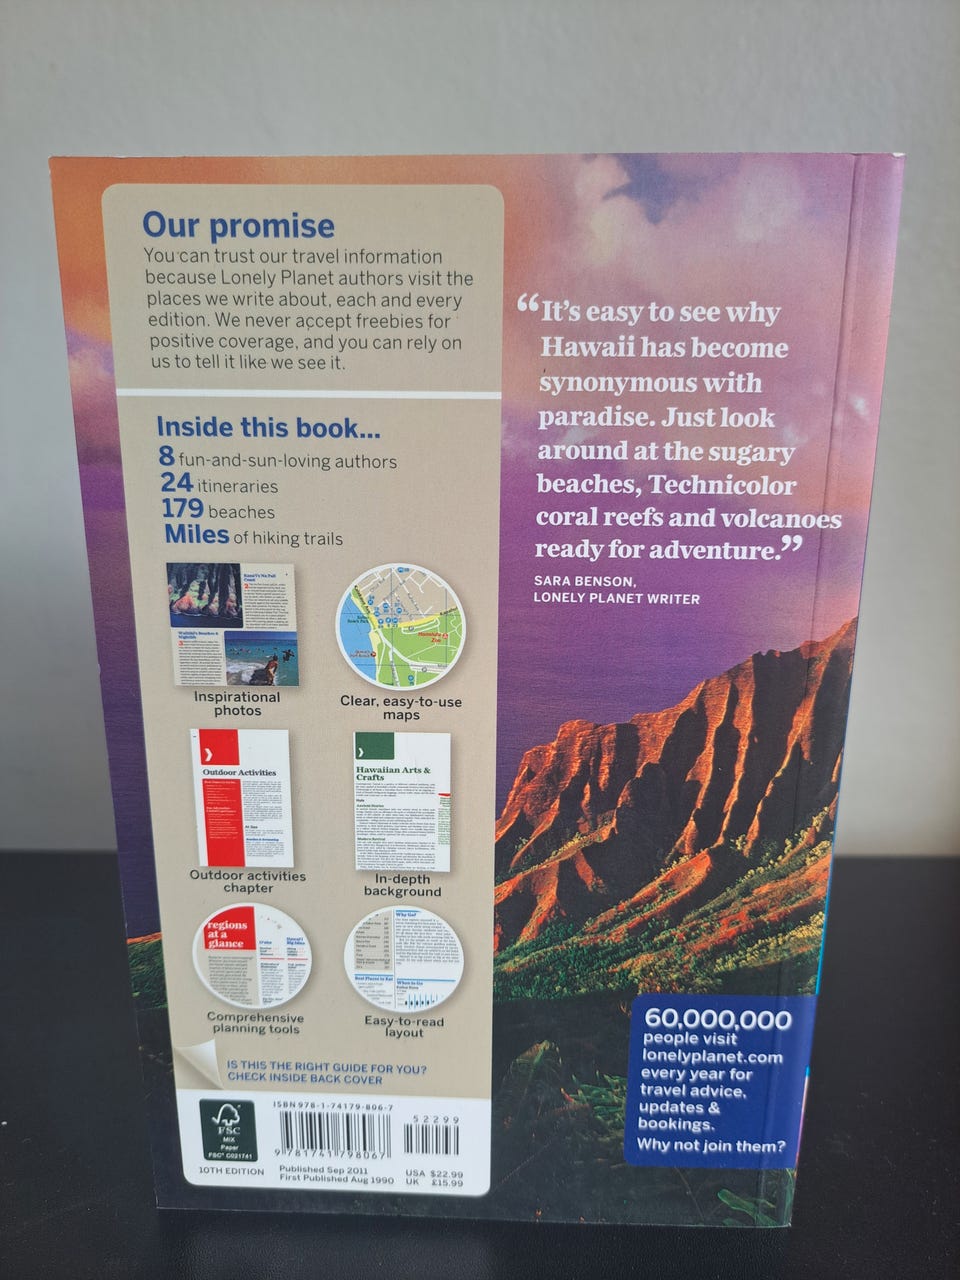 Our promise
You can trust our travel information
because Lonely Planet authors visit the
places we write about, each and every
edition. We never accept freebies for
positive coverage, and you can rely on
us to tell it like we see it.
Inside this book...
8 fun-and-sun-loving authors
24 itineraries
179 beaches
Miles of hiking trails
Inspirational
photos
Clear, easy-to-use
maps
Outdoor Activities
Outdoor activities
chapter
Hawaiian Arts &
Crafts
In-depth
background
regions
at a
glance
Comprehensive
planning tools
Why Go?
When to Go
Easy-to-read
layout
IS THIS THE RIGHT GUIDE FOR YOU?
CHECK INSIDE BACK COVER
FSC
MIX
Paper
FSC® C021741
10TH EDITION
ISBN 978-1-74179-806-7
52299
9 781741 798067
Published Sep 2011
First Published Aug 1990
USA $22.99
UK £15.99
“It's easy to see why
Hawaii has become
synonymous with
paradise. Just look
around at the sugary
beaches, Technicolor
coral reefs and volcanoes
ready for adventure.”
SARA BENSON,
LONELY PLANET WRITER
60,000,000
people visit
lonelyplanet.com
every year for
travel advice,
updates &
bookings.
Why not join them?